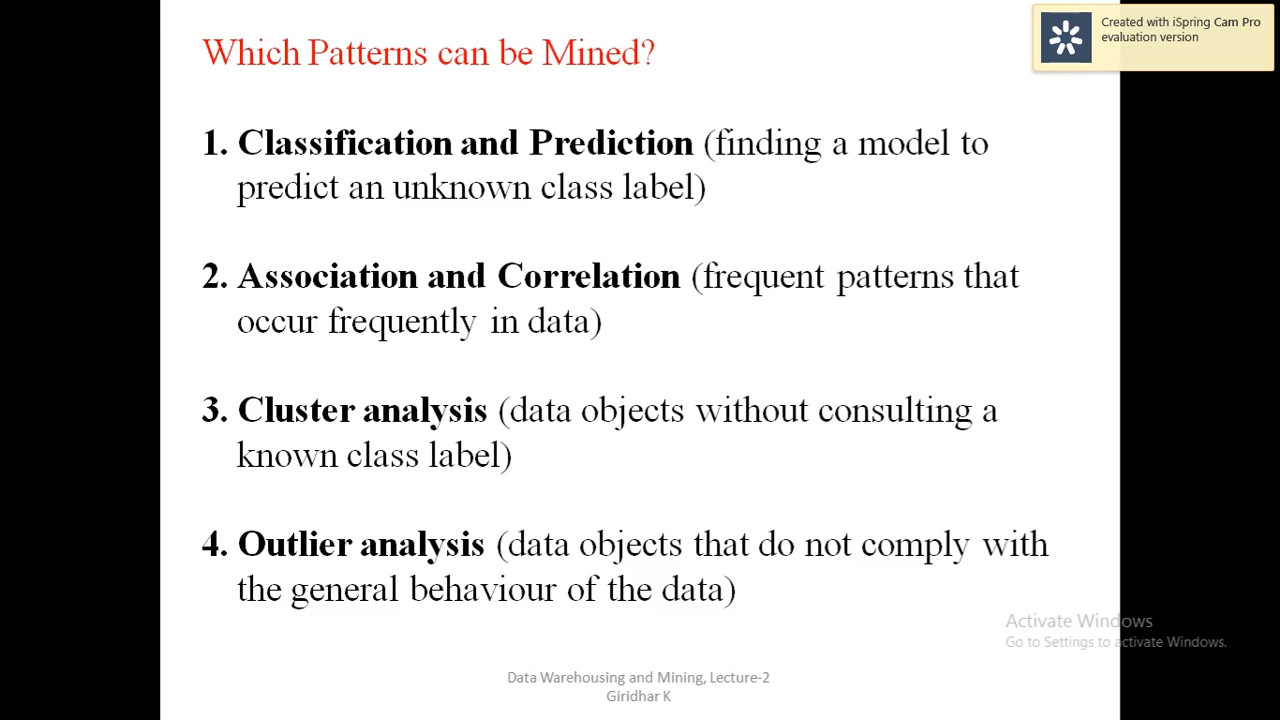 Which Patterns can be Mined?
Created with iSpring Cam Pro
evaluation version
1. Classification and Prediction (finding a model to
predict an unknown class label)
2. Association and Correlation (frequent patterns that
occur frequently in data)
3. Cluster analysis (data objects without consulting a
known class label)
4. Outlier analysis (data objects that do not comply with
the general behaviour of the data)
Activate Windows
Go to Settings to activate Windows.
Data Warehousing and Mining, Lecture-2
Giridhar K